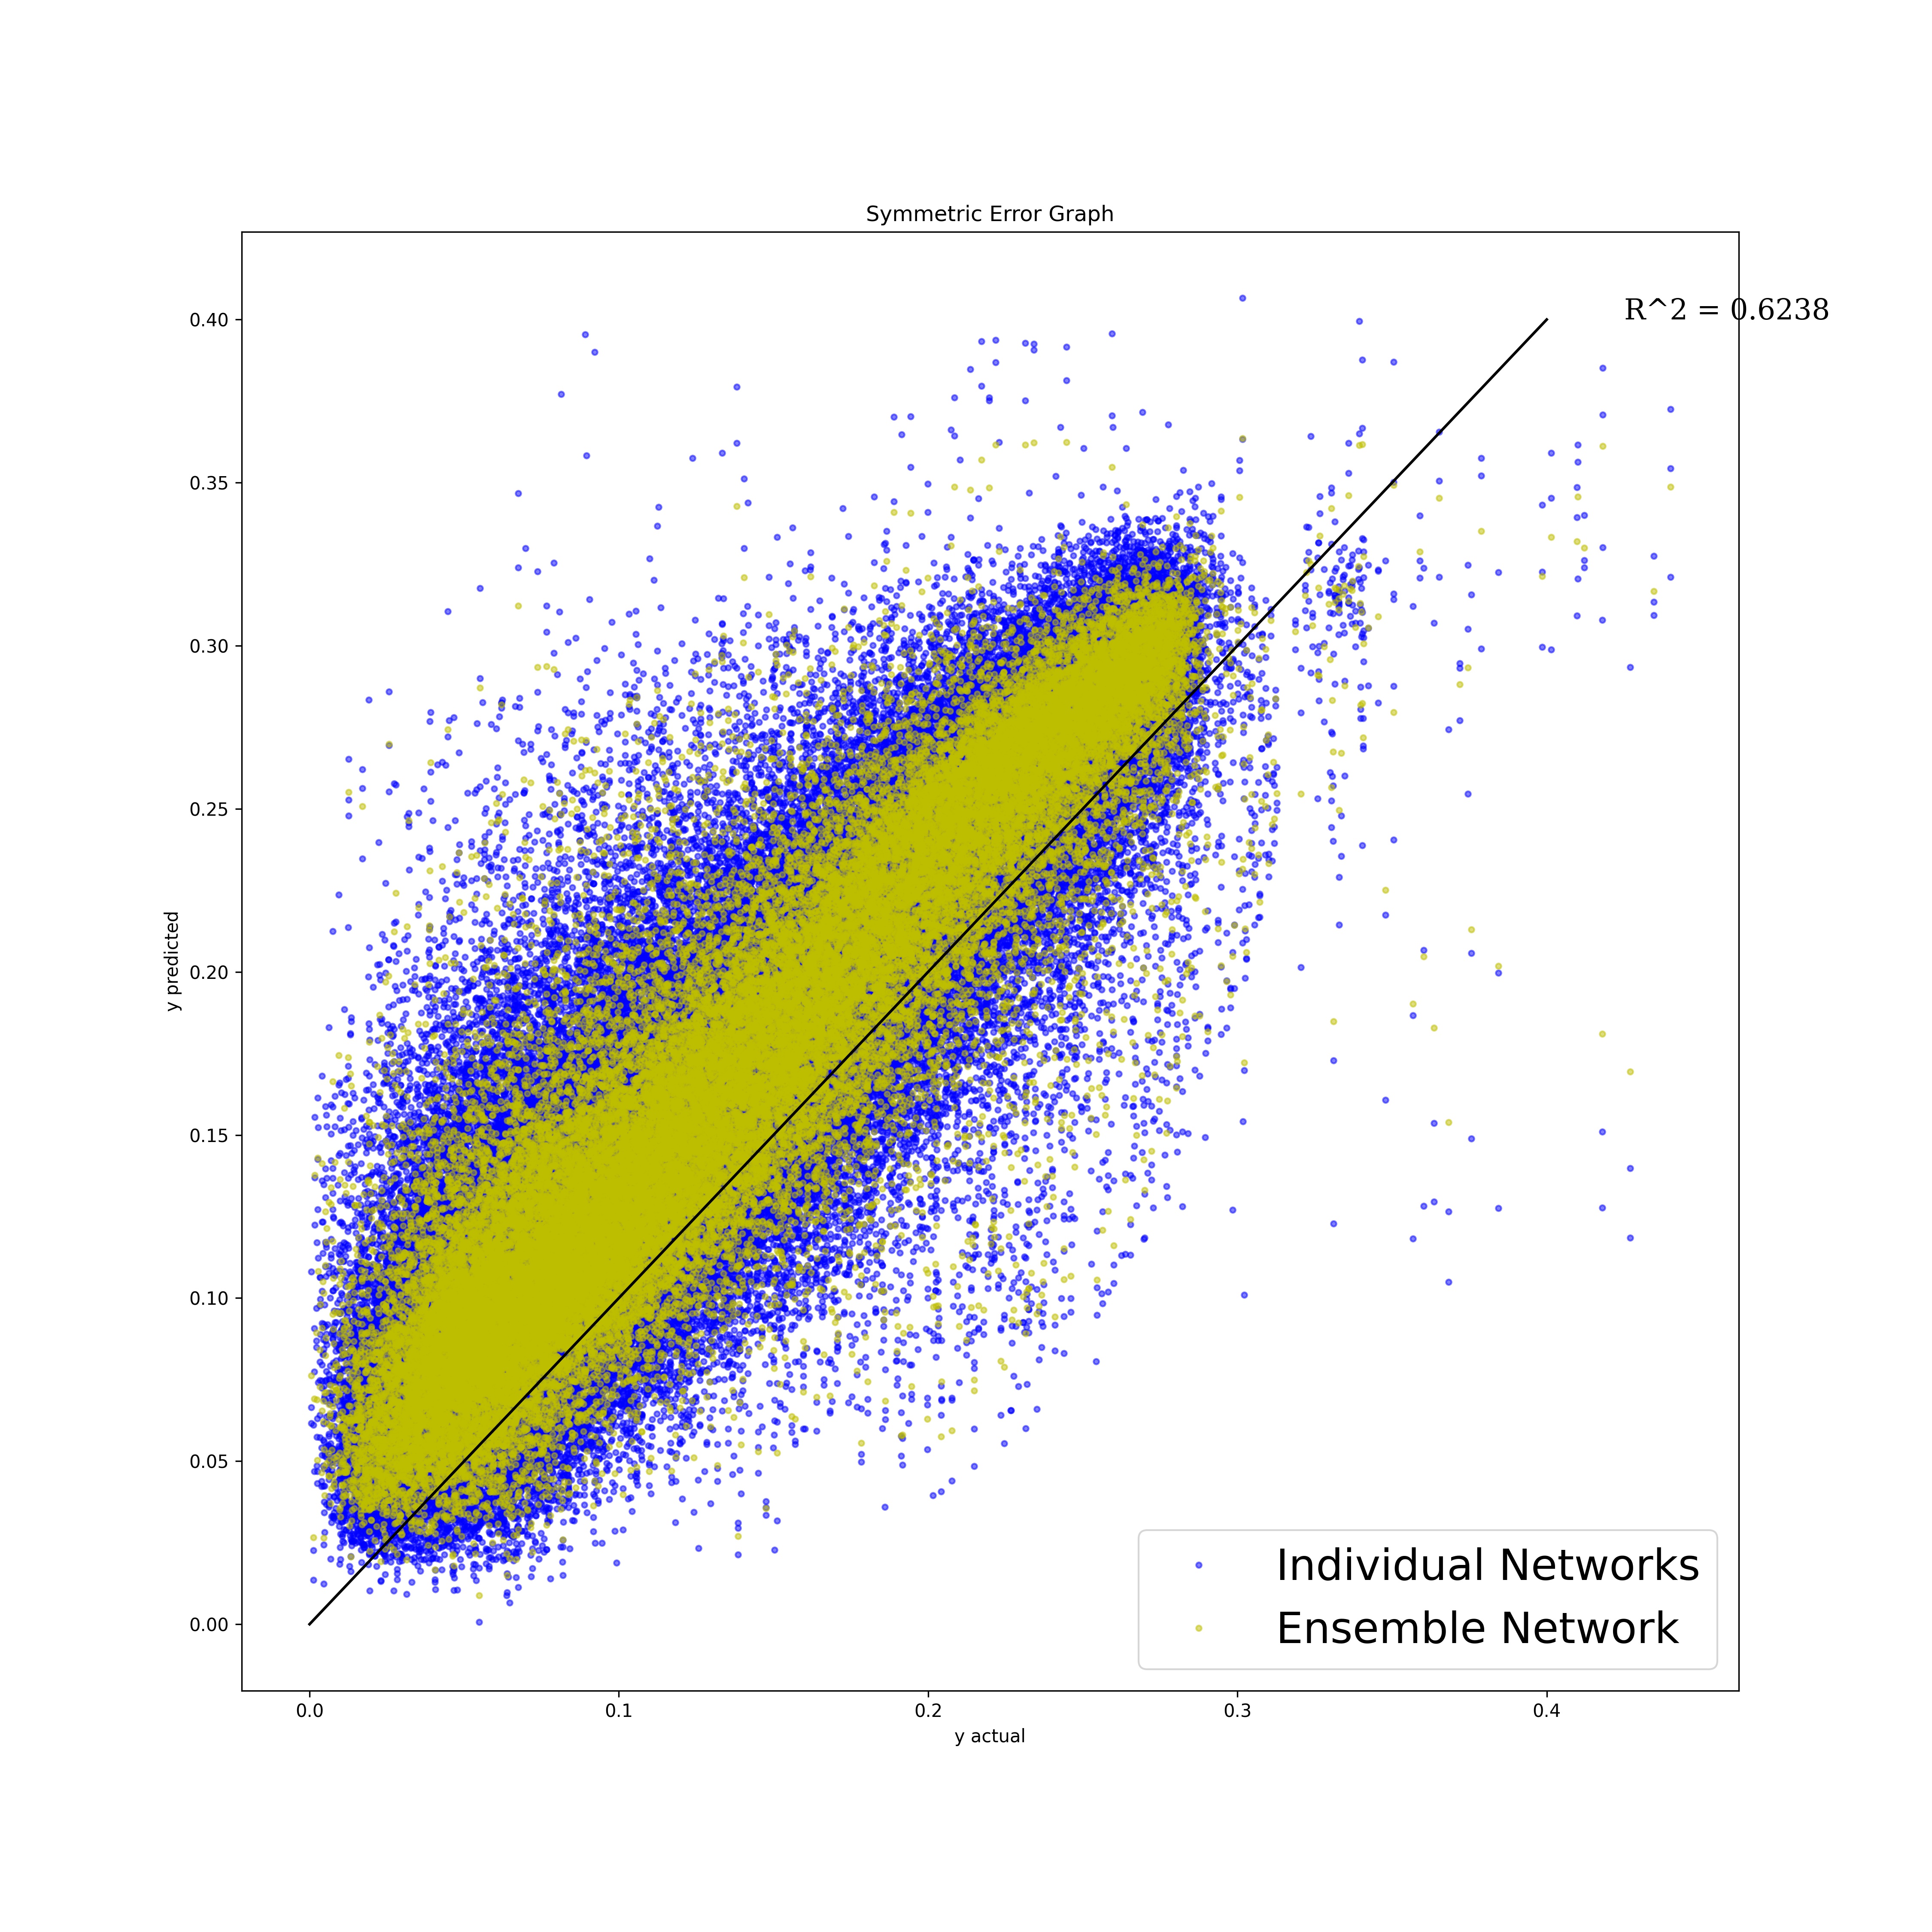 Symmetric Error Graph
R^2 = 0.6238
0.40
0.35
0.30
0.25
0.20
0.15
0.10
0.05
0.00
y predicted
Individual Networks
Ensemble Network
0.0 0.1 0.2 0.3 0.4
y actual